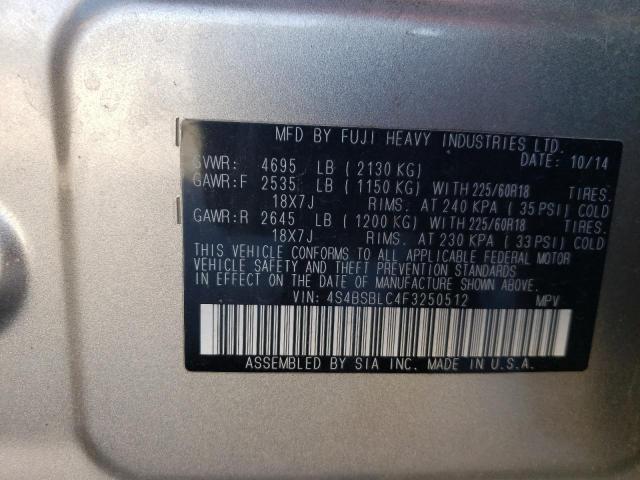 MFD BY FUJI HEAVY INDUSTRIES LTD.
DATE: 10/14
GVWR: 4695 LB ( 2130 KG)
GAWR:F 2535 LB ( 1150 KG) WITH 225/60R18 TIRES.
18X7J RIMS. AT 240 KPA ( 35 PSI) COLD
GAWR:R 2645 LB ( 1200 KG) WITH 225/60R18 TIRES.
18X7J RIMS. AT 230 KPA ( 33 PSI) COLD
THIS VEHICLE CONFORMS TO ALL APPLICABLE FEDERAL MOTOR
VEHICLE SAFETY AND THEFT PREVENTION STANDARDS
IN EFFECT ON THE DATE OF MANUFACTURE SHOWN ABOVE.
VIN: 4S4BSBLC4F3250512 MPV
ASSEMBLED BY SIA INC. MADE IN U.S.A.